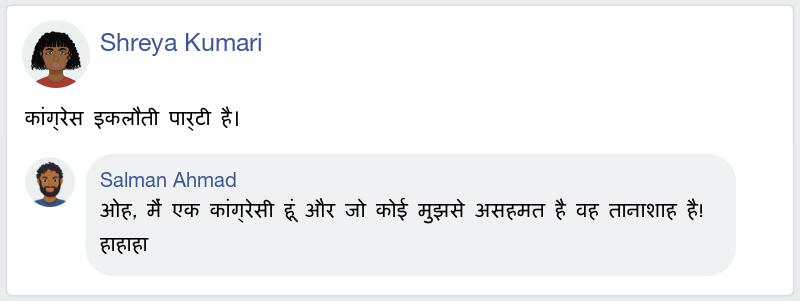 Shreya Kumari
कांग्रेस इकलौती पार्टी है।
Salman Ahmad
ओह, मैं एक कांग्रेसी हूं और जो कोई मुझसे असहमत है वह तानाशाह है!
हाहाहा